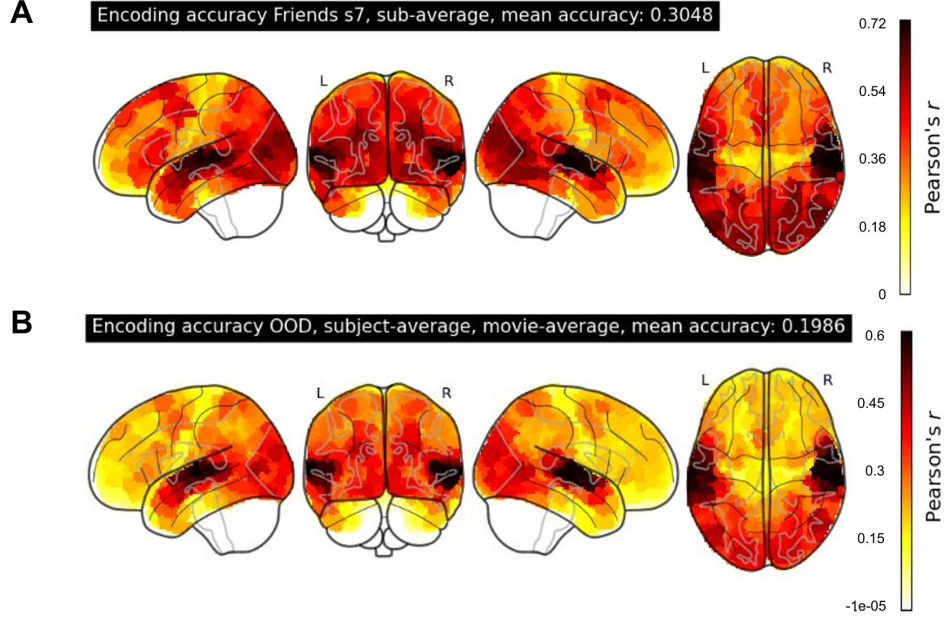 A
Encoding accuracy Friends s7, sub-average, mean accuracy: 0.3048
L R L R
0.72
0.54
0.36
0.18
0
Pearson's r
B
Encoding accuracy OOD, subject-average, movie-average, mean accuracy: 0.1986
L R L R
0.6
0.45
0.3
0.15
-1e-05
Pearson's r